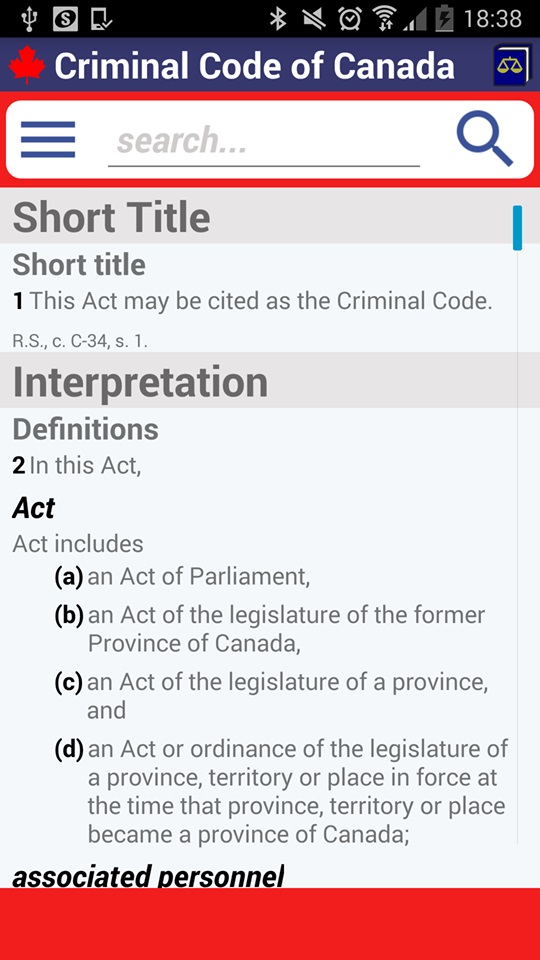 18:38
Criminal Code of Canada
search...
Short Title
Short title
1 This Act may be cited as the Criminal Code.
R.S., c. C-34, s. 1.
Interpretation
Definitions
2 In this Act,
Act
Act includes
(a) an Act of Parliament,
(b) an Act of the legislature of the former
Province of Canada,
(c) an Act of the legislature of a province,
and
(d) an Act or ordinance of the legislature of
a province, territory or place in force at
the time that province, territory or place
became a province of Canada;
associated personnel